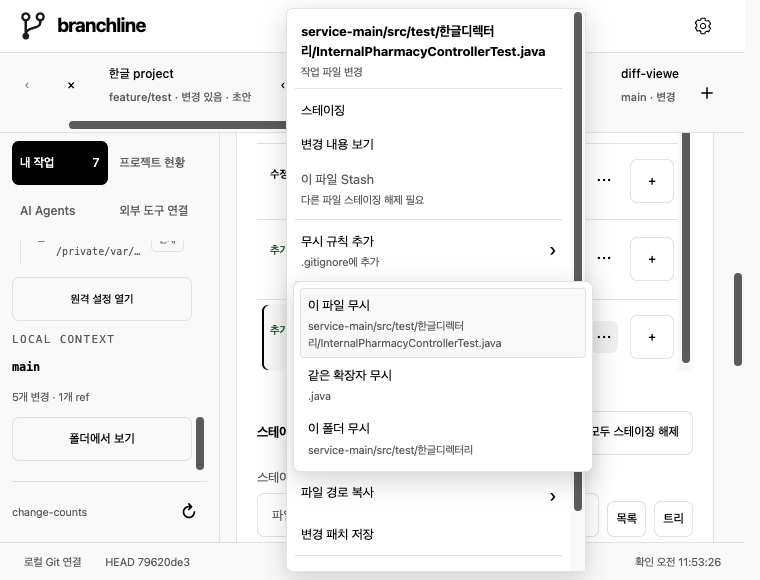 branchline
한글 project
feature/test · 변경 있음 · 초안
diff-viewe
main · 변경
내 작업 7
프로젝트 현황
AI Agents
외부 도구 연결
/private/var/…
원격 설정 열기
LOCAL CONTEXT
main
5개 변경 · 1개 ref
폴더에서 보기
change-counts
service-main/src/test/한글디렉터
리/InternalPharmacyControllerTest.java
작업 파일 변경
스테이징
변경 내용 보기
이 파일 Stash
다른 파일 스테이징 해제 필요
무시 규칙 추가
.gitignore에 추가
이 파일 무시
service-main/src/test/한글디렉터
리/InternalPharmacyControllerTest.java
같은 확장자 무시
.java
이 폴더 무시
service-main/src/test/한글디렉터리
파일 경로 복사
변경 패치 저장
모두 스테이징 해제
목록
트리
로컬 Git 연결
HEAD 79620de3
확인 오전 11:53:26